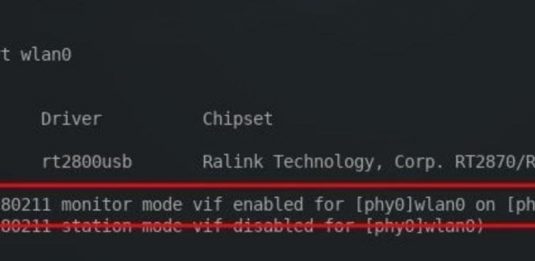 t wlan0
Driver Chipset
rt2800usb Ralink Technology, Corp. RT2870/R
80211 monitor mode vif enabled for [phy0]wlan0 on [ph
80211 station mode vif disabled for [phy0]wlan0)